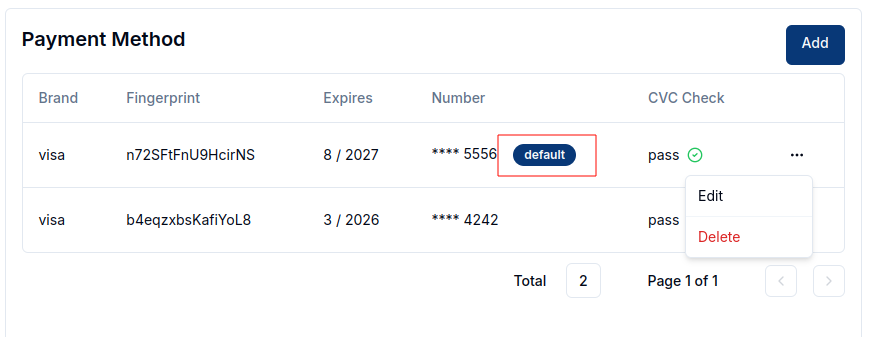 Payment Method
Add
Brand Fingerprint Expires Number CVC Check
visa n72SFtFnU9HcirNS 8 / 2027 **** 5556 default pass
Edit
visa b4eqzxbsKafiYoL8 3 / 2026 **** 4242 pass
Delete
Total 2 Page 1 of 1